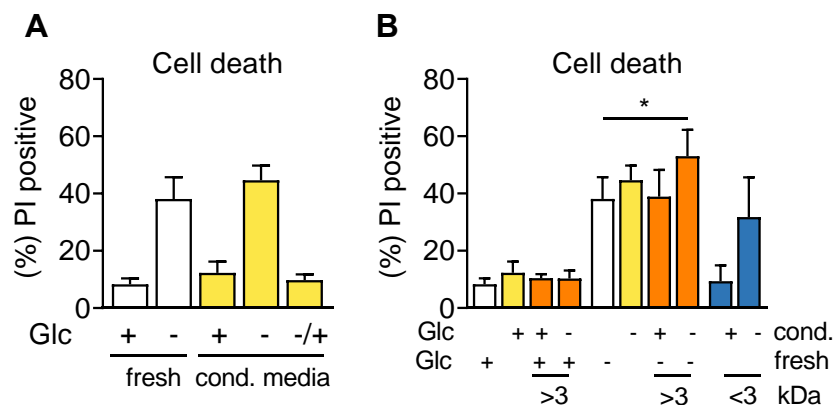 A
Cell death
(%) PI positive
80
60
40
20
0
Glc + - + - -/+
fresh cond. media
B
Cell death
(%) PI positive
80
60
40
20
0
*
Glc + + - - + - + - cond.
Glc + + + - - - fresh
>3 >3 <3 kDa